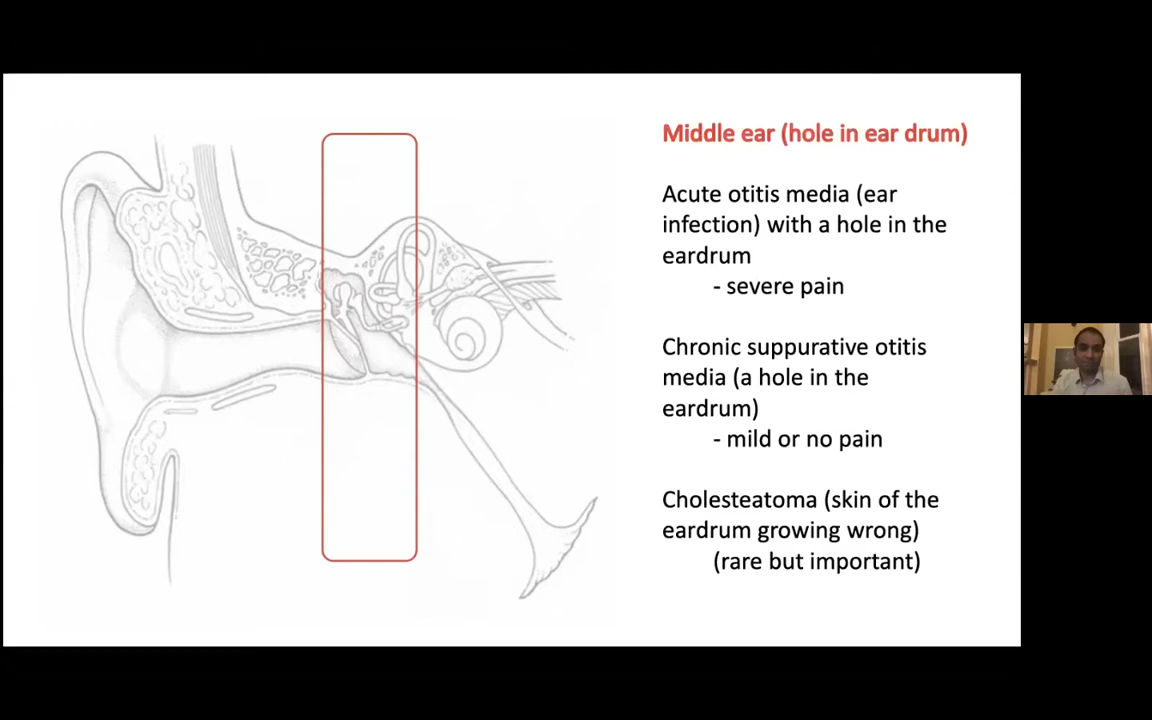 Middle ear (hole in ear drum)
Acute otitis media (ear
infection) with a hole in the
eardrum
- severe pain
Chronic suppurative otitis
media (a hole in the
eardrum)
- mild or no pain
Cholesteatoma (skin of the
eardrum growing wrong)
(rare but important)